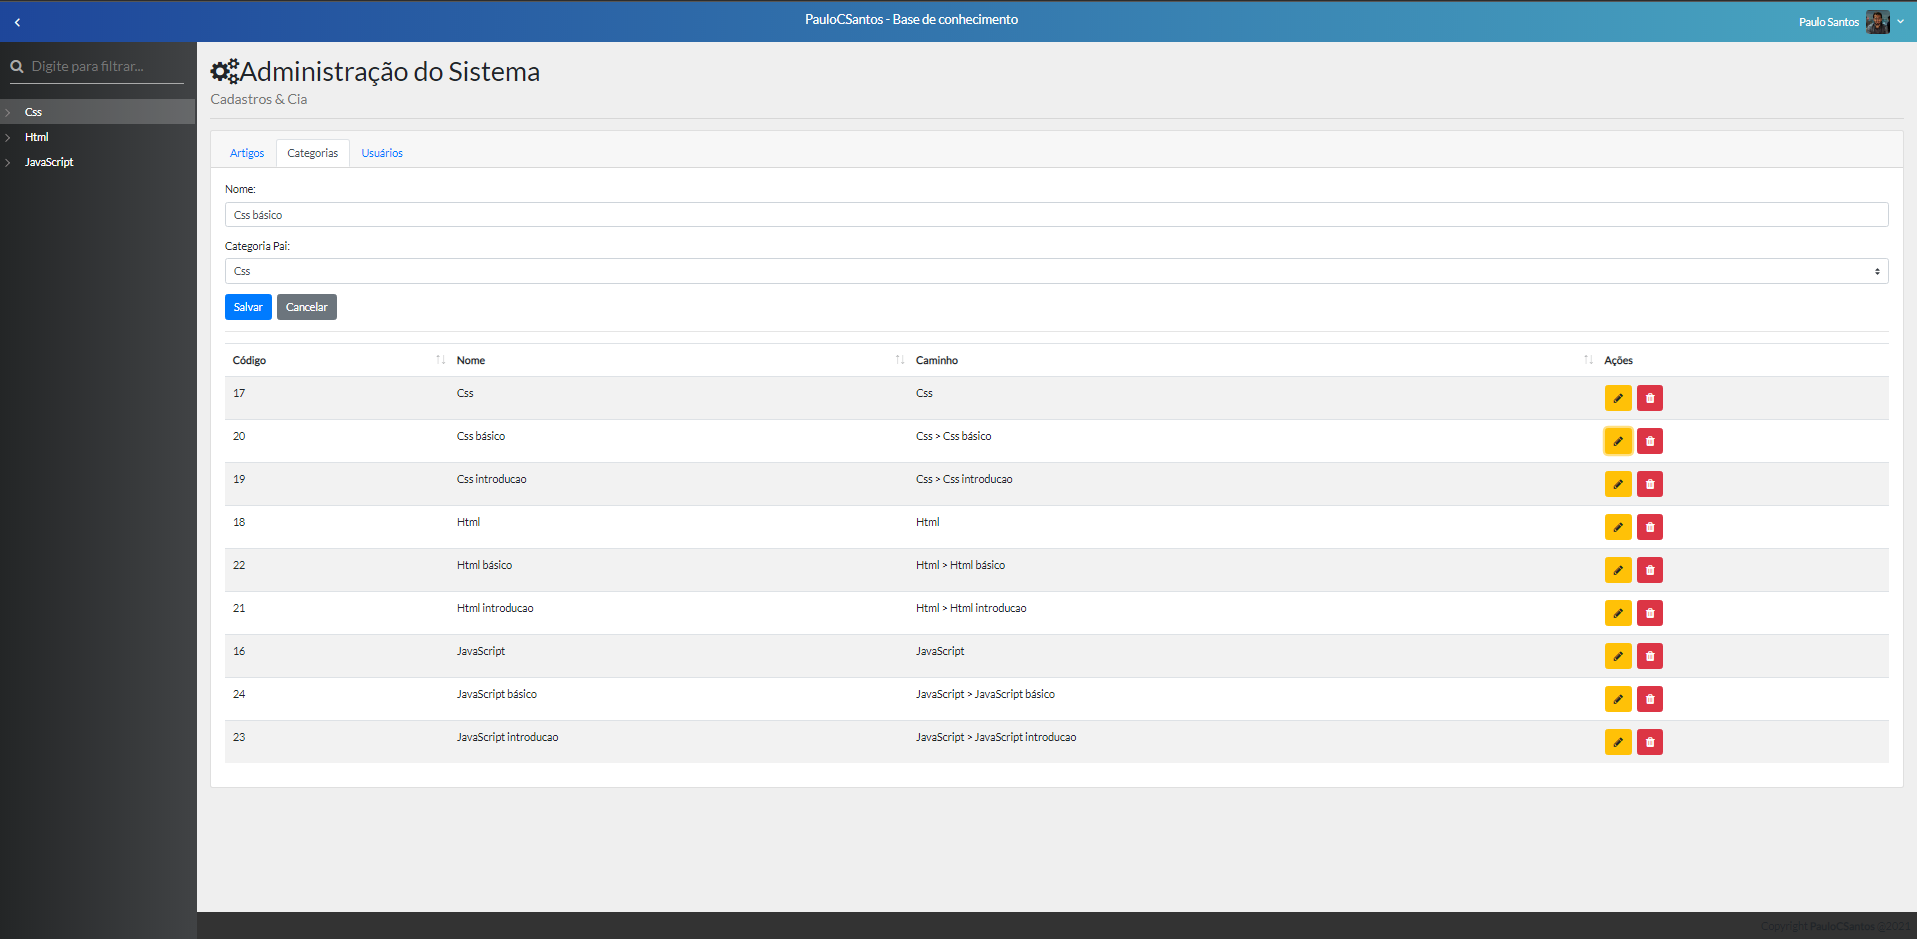 PauloCSantos - Base de conhecimento
Paulo Santos
Digite para filtrar...
Css
Html
JavaScript
Administração do Sistema
Cadastros & Cia
Artigos Categorias Usuários
Nome:
Css básico
Categoria Pai:
Css
Salvar Cancelar
Código Nome Caminho Ações
17 Css Css
20 Css básico Css > Css básico
19 Css introducao Css > Css introducao
18 Html Html
22 Html básico Html > Html básico
21 Html introducao Html > Html introducao
16 JavaScript JavaScript
24 JavaScript básico JavaScript > JavaScript básico
23 JavaScript introducao JavaScript > JavaScript introducao
Copyright PauloCSantos